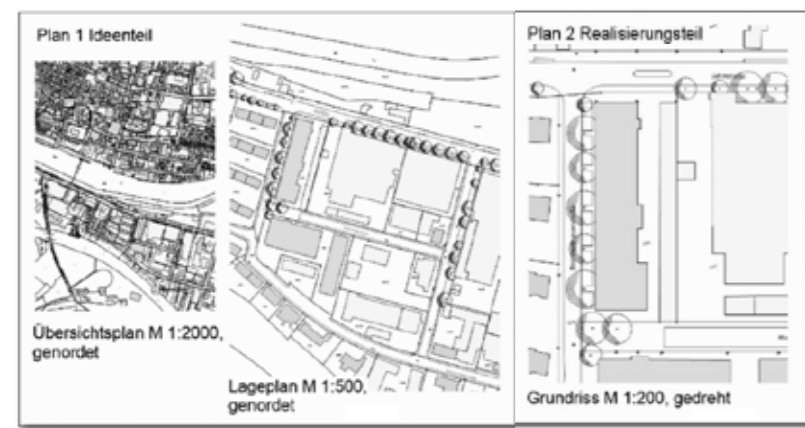 Plan 1 Ideenteil
Übersichtsplan M 1:2000,
genordet
Lageplan M 1:500,
genordet
Plan 2 Realisierungsteil
Grundriss M 1:200, gedreht